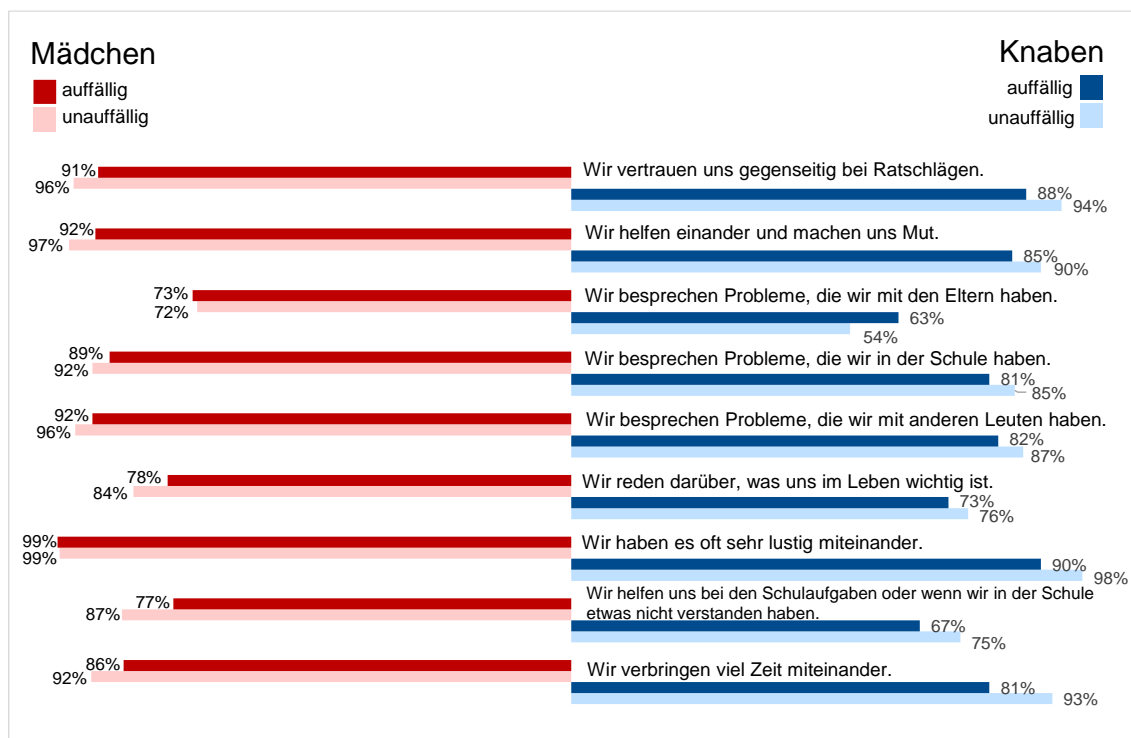 Mädchen
auffällig
unauffällig
Knaben
auffällig
unauffällig
91%
96%
Wir vertrauen uns gegenseitig bei Ratschlägen.
88%
94%
92%
97%
Wir helfen einander und machen uns Mut.
85%
90%
73%
72%
Wir besprechen Probleme, die wir mit den Eltern haben.
63%
54%
89%
92%
Wir besprechen Probleme, die wir in der Schule haben.
81%
85%
92%
96%
Wir besprechen Probleme, die wir mit anderen Leuten haben.
82%
87%
78%
84%
Wir reden darüber, was uns im Leben wichtig ist.
73%
76%
99%
99%
Wir haben es oft sehr lustig miteinander.
90%
98%
77%
87%
Wir helfen uns bei den Schulaufgaben oder wenn wir in der Schule
etwas nicht verstanden haben.
67%
75%
86%
92%
Wir verbringen viel Zeit miteinander.
81%
93%